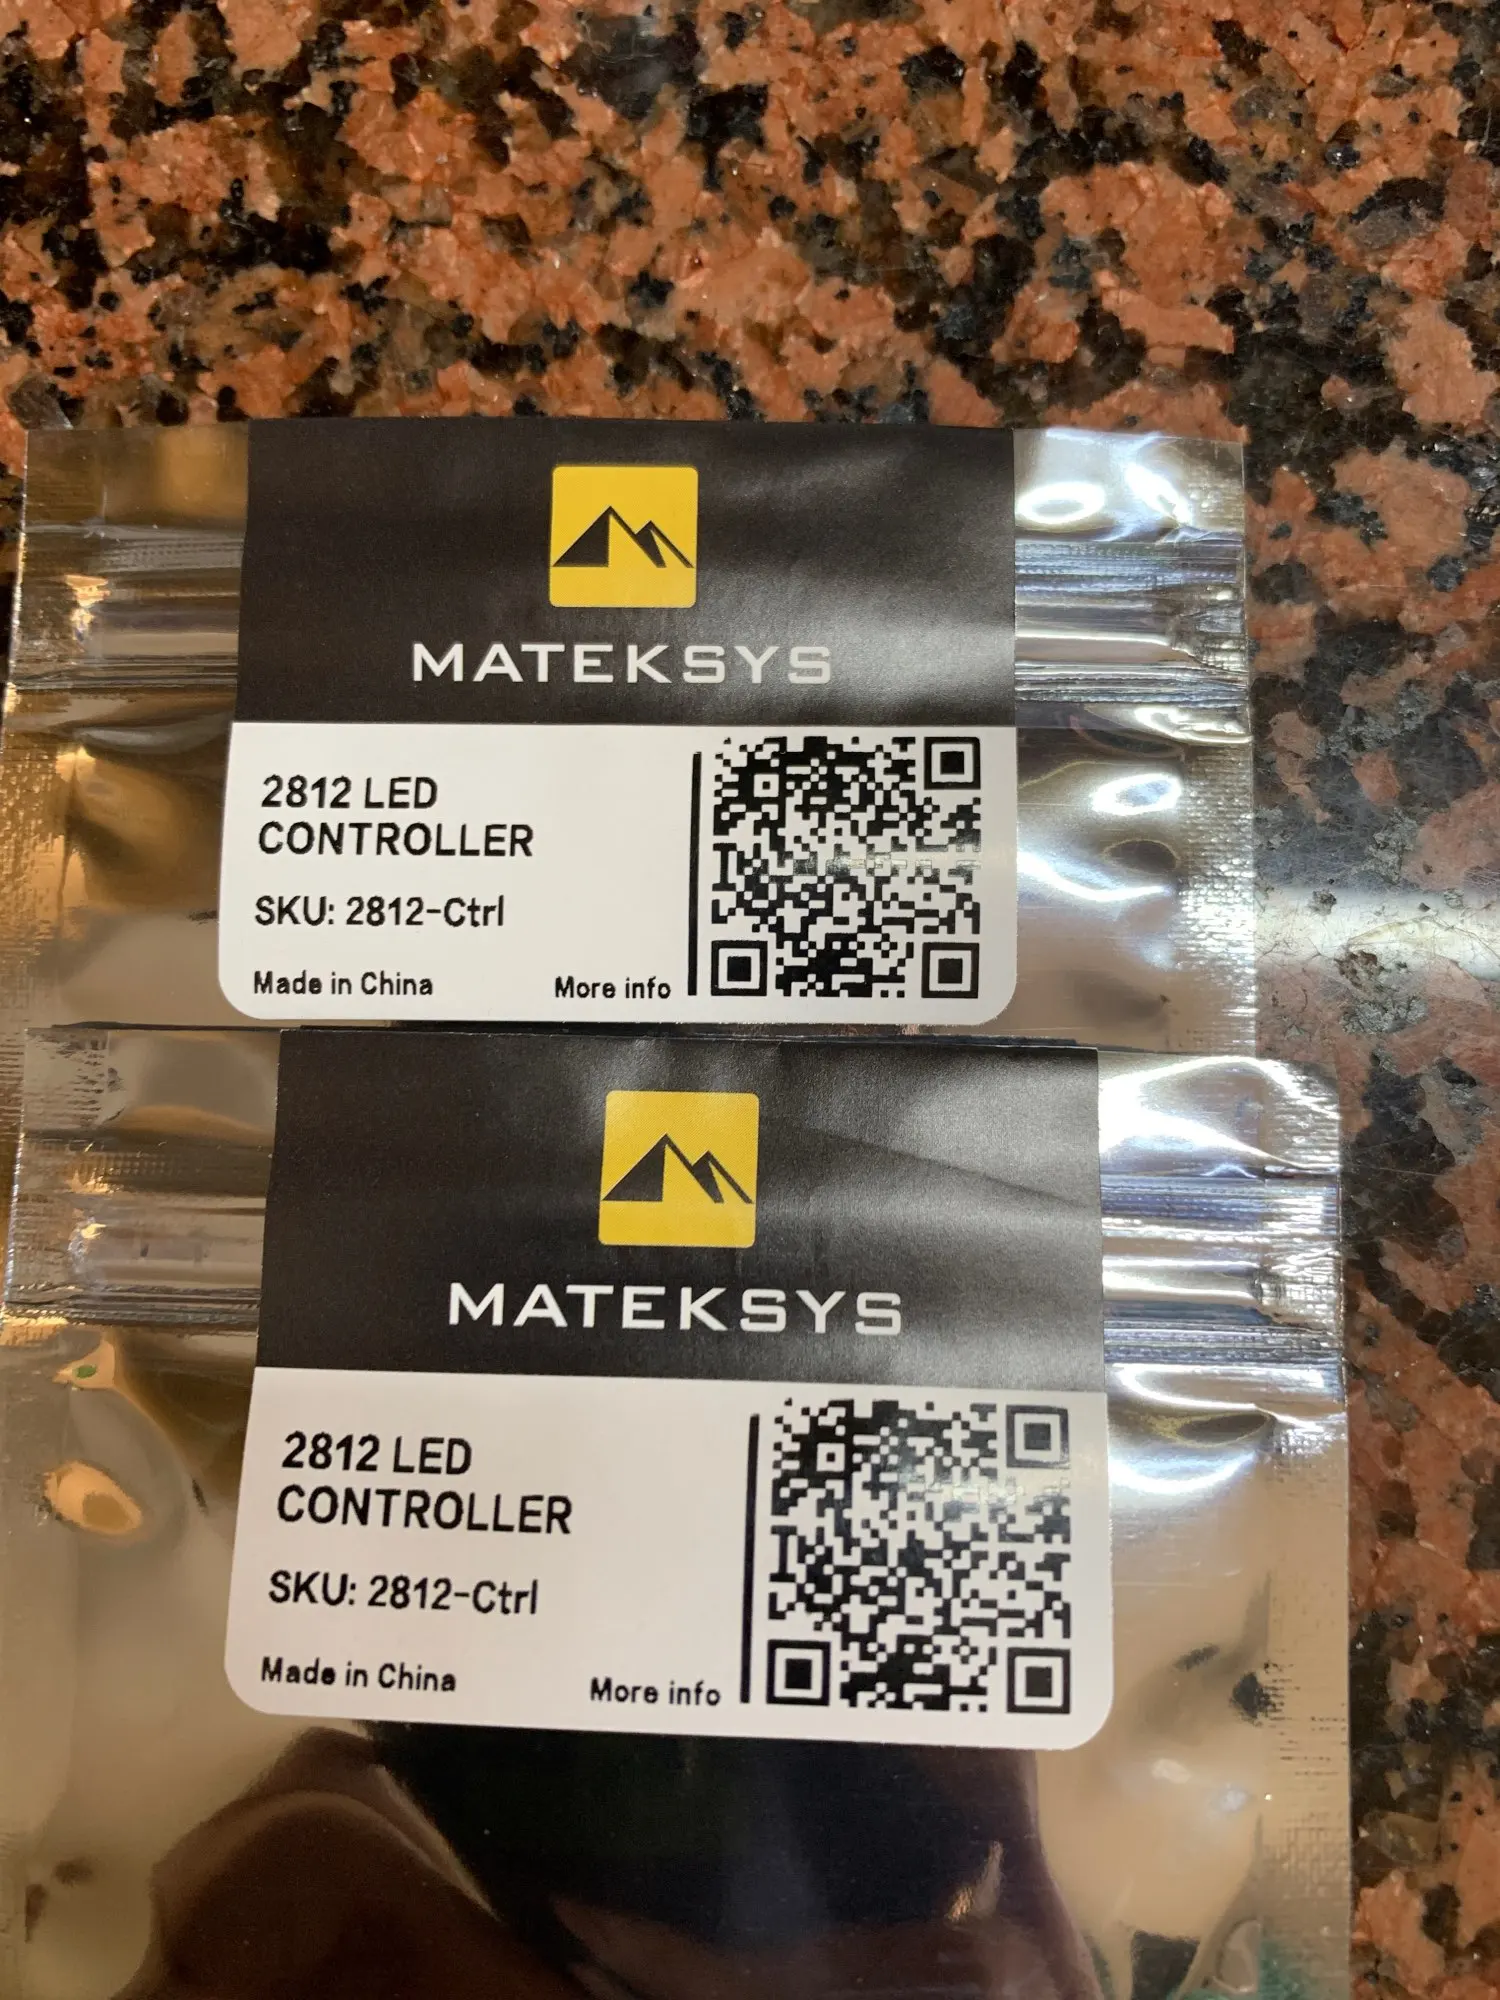 MATEKSYS
2812 LED
CONTROLLER
SKU: 2812-Ctrl
Made in China
More info
MATEKSYS
2812 LED
CONTROLLER
SKU: 2812-Ctrl
Made in China
More info